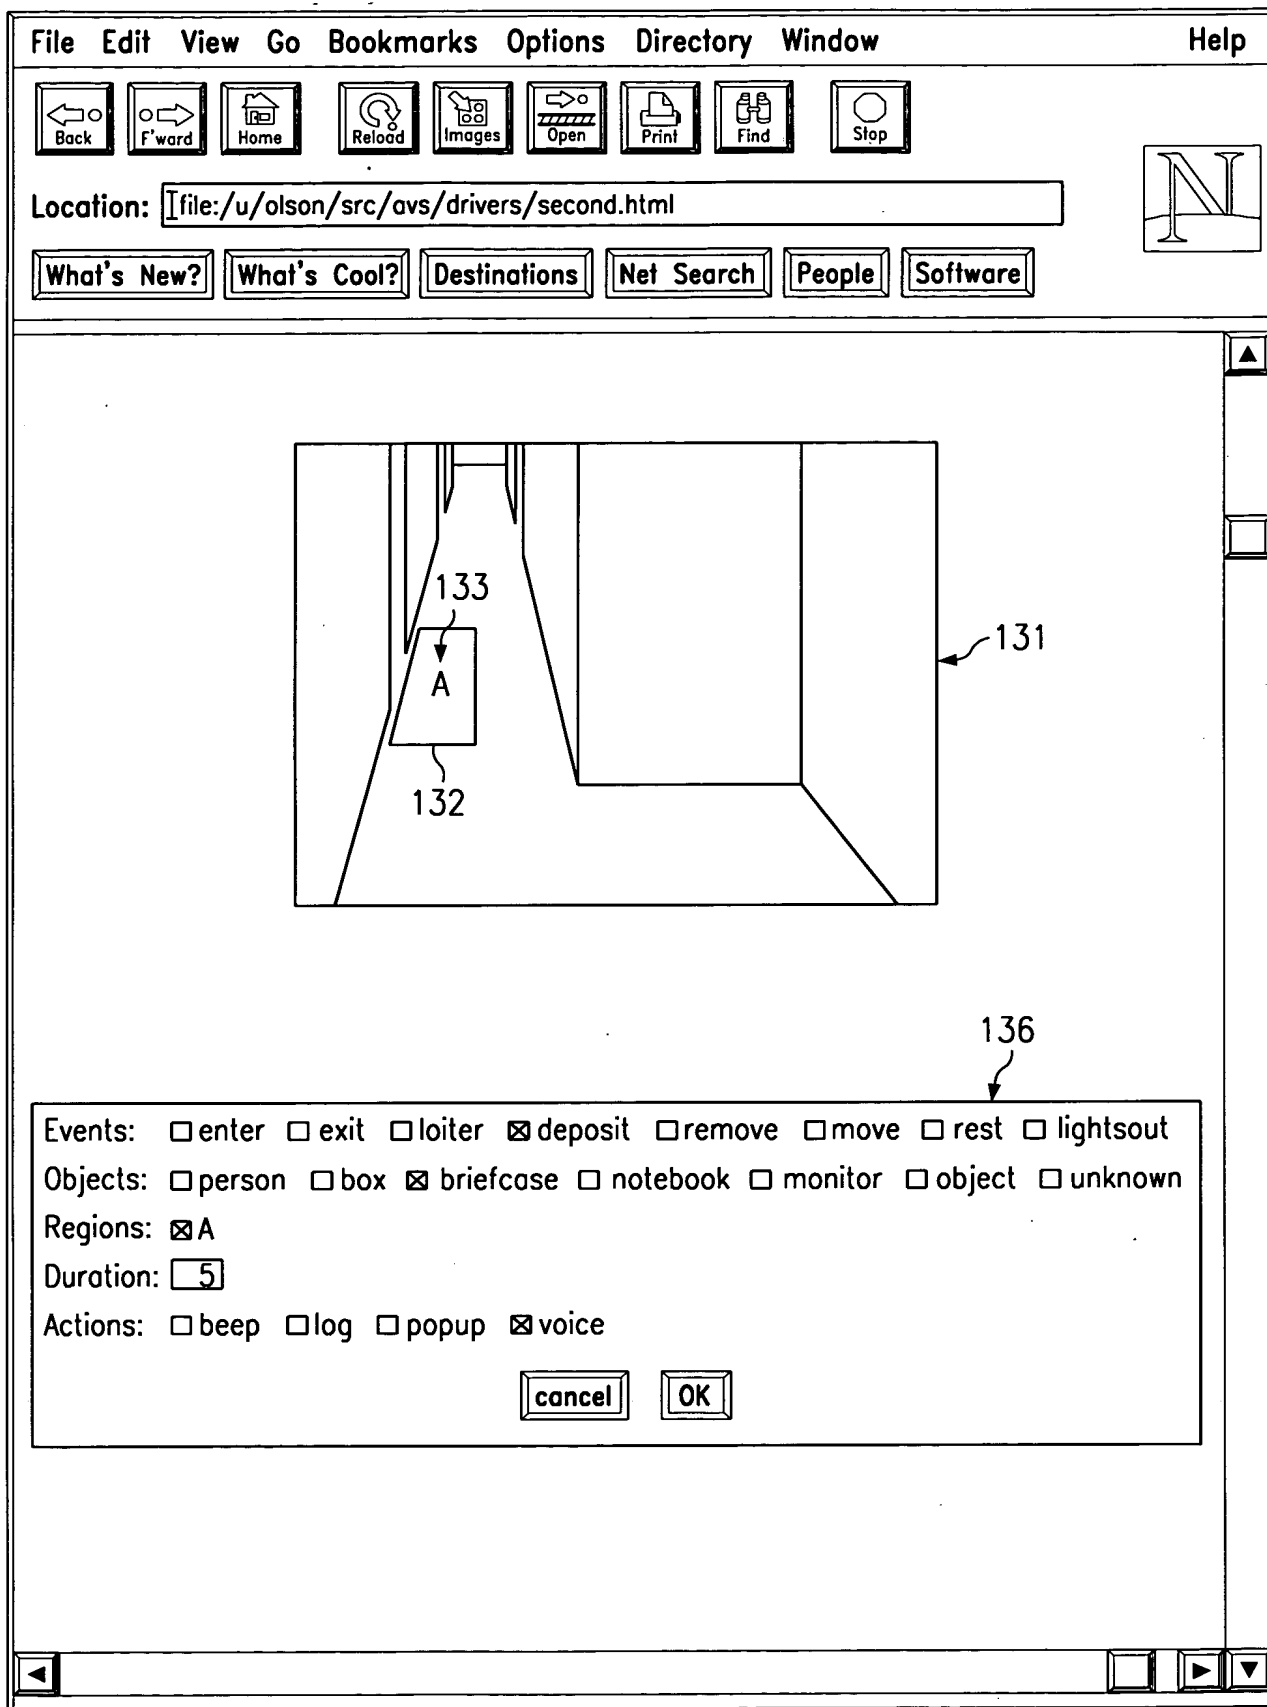 File Edit View Go Bookmarks Options Directory Window Help
Back F'ward Home Reload Images Open Print Find Stop
N
Location: file:/u/olson/src/avs/drivers/second.html
What's New? What's Cool? Destinations Net Search People Software
133
131
A
132
136
Events: enter exit loiter deposit remove move rest lightsout
Objects: person box briefcase notebook monitor object unknown
Regions: A
Duration: 5
Actions: beep log popup voice
cancel OK